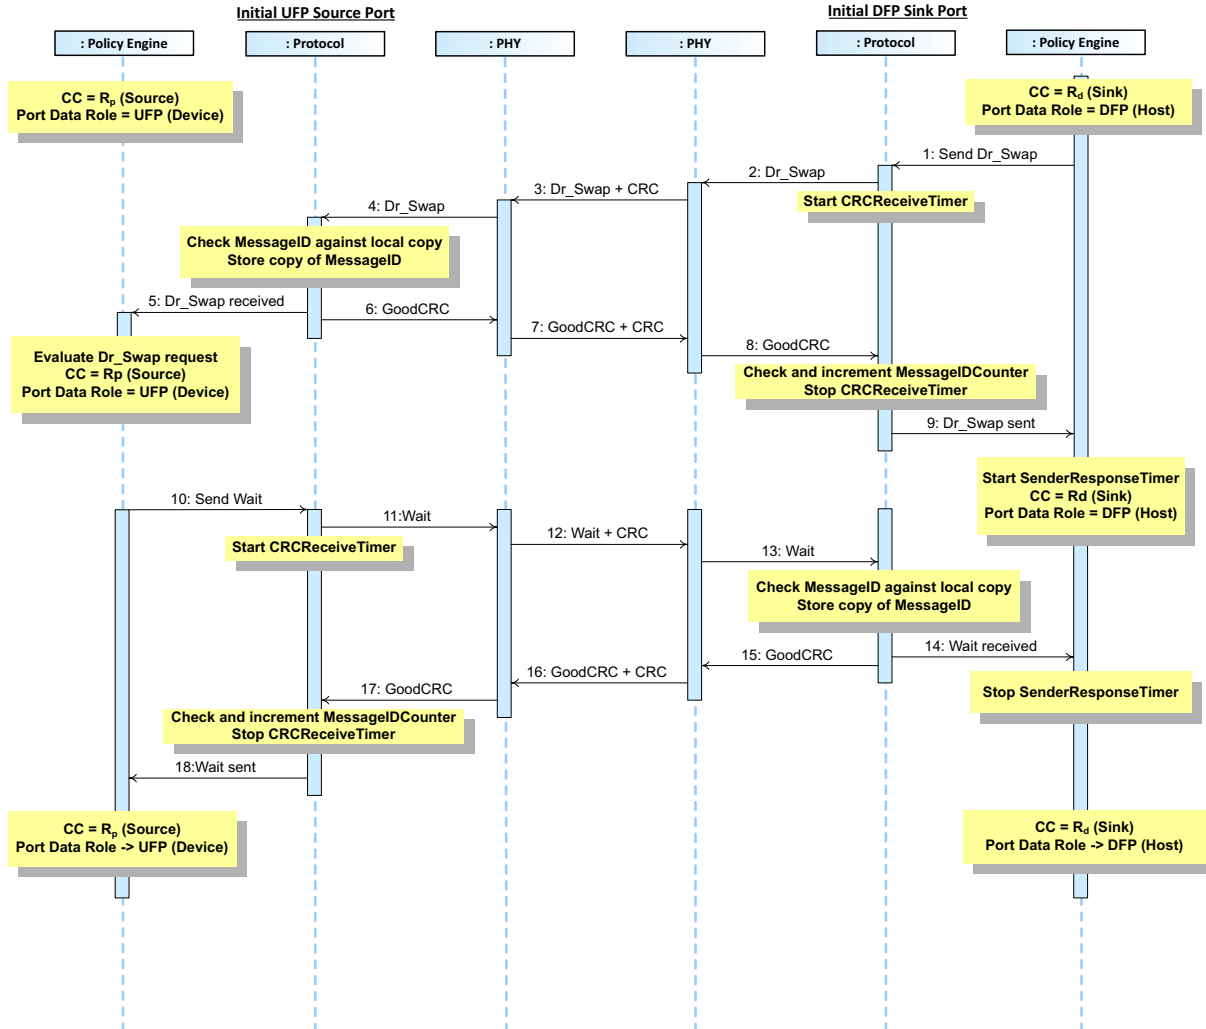 Initial UFP Source Port
Initial DFP Sink Port
: Policy Engine
: Protocol
: PHY
: PHY
: Protocol
: Policy Engine
CC = Rp (Source)
Port Data Role = UFP (Device)
CC = Rd (Sink)
Port Data Role = DFP (Host)
1: Send Dr_Swap
2: Dr_Swap
Start CRCReceiveTimer
3: Dr_Swap + CRC
4: Dr_Swap
Check MessageID against local copy
Store copy of MessageID
5: Dr_Swap received
6: GoodCRC
7: GoodCRC + CRC
8: GoodCRC
Evaluate Dr_Swap request
CC = Rp (Source)
Port Data Role = UFP (Device)
Check and increment MessageIDCounter
Stop CRCReceiveTimer
9: Dr_Swap sent
Start SenderResponseTimer
CC = Rd (Sink)
Port Data Role = DFP (Host)
10: Send Wait
11:Wait
Start CRCReceiveTimer
12: Wait + CRC
13: Wait
Check MessageID against local copy
Store copy of MessageID
14: Wait received
15: GoodCRC
16: GoodCRC + CRC
17: GoodCRC
Stop SenderResponseTimer
Check and increment MessageIDCounter
Stop CRCReceiveTimer
18:Wait sent
CC = Rp (Source)
Port Data Role -> UFP (Device)
CC = Rd (Sink)
Port Data Role -> DFP (Host)